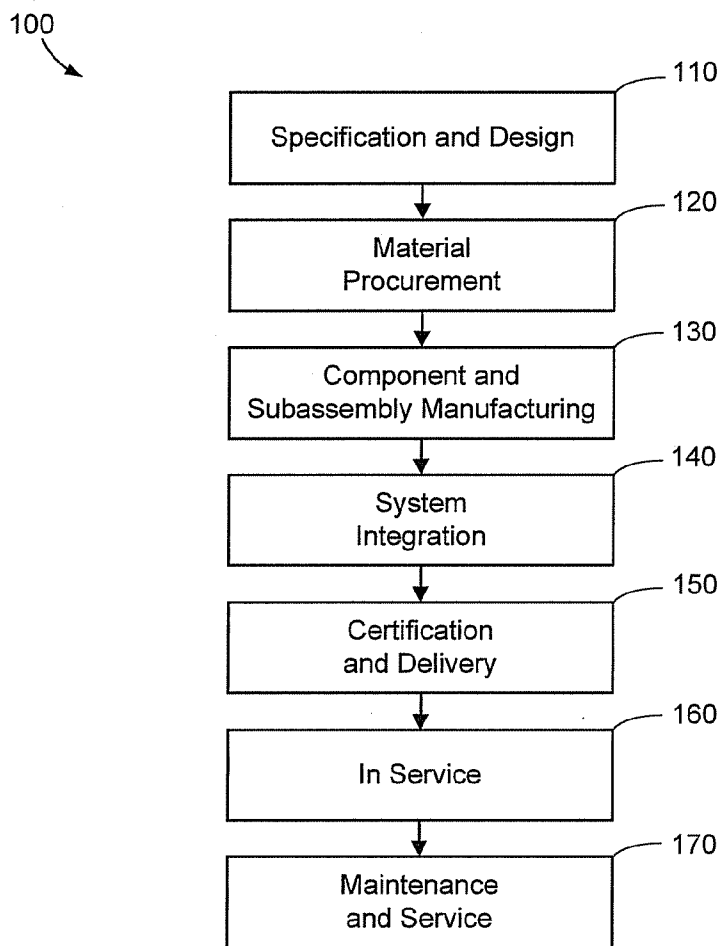 100
110
Specification and Design
120
Material
Procurement
130
Component and
Subassembly Manufacturing
140
System
Integration
150
Certification
and Delivery
160
In Service
170
Maintenance
and Service